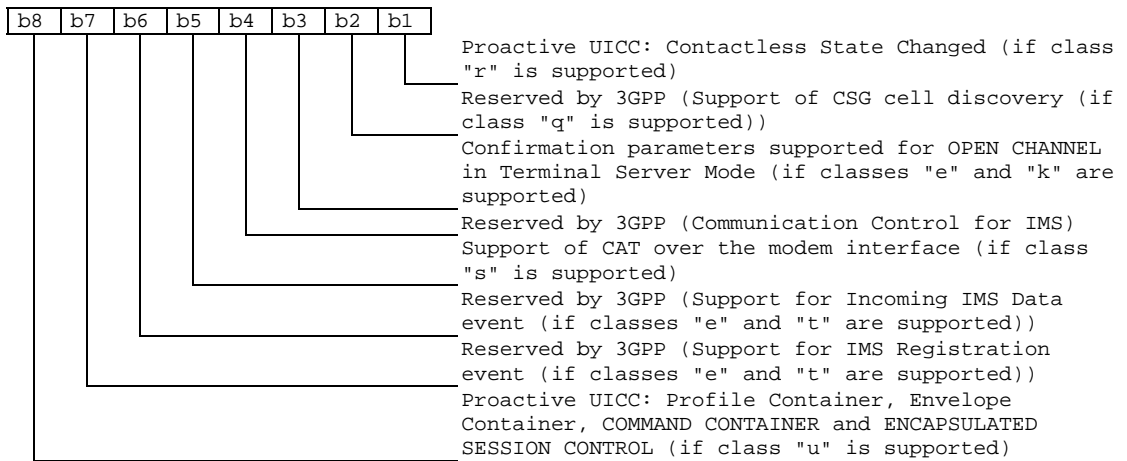 b8 b7 b6 b5 b4 b3 b2 b1
Proactive UICC: Contactless State Changed (if class
"r" is supported)
Reserved by 3GPP (Support of CSG cell discovery (if
class "q" is supported))
Confirmation parameters supported for OPEN CHANNEL
in Terminal Server Mode (if classes "e" and "k" are
supported)
Reserved by 3GPP (Communication Control for IMS)
Support of CAT over the modem interface (if class
"s" is supported)
Reserved by 3GPP (Support for Incoming IMS Data
event (if classes "e" and "t" are supported))
Reserved by 3GPP (Support for IMS Registration
event (if classes "e" and "t" are supported))
Proactive UICC: Profile Container, Envelope
Container, COMMAND CONTAINER and ENCAPSULATED
SESSION CONTROL (if class "u" is supported)